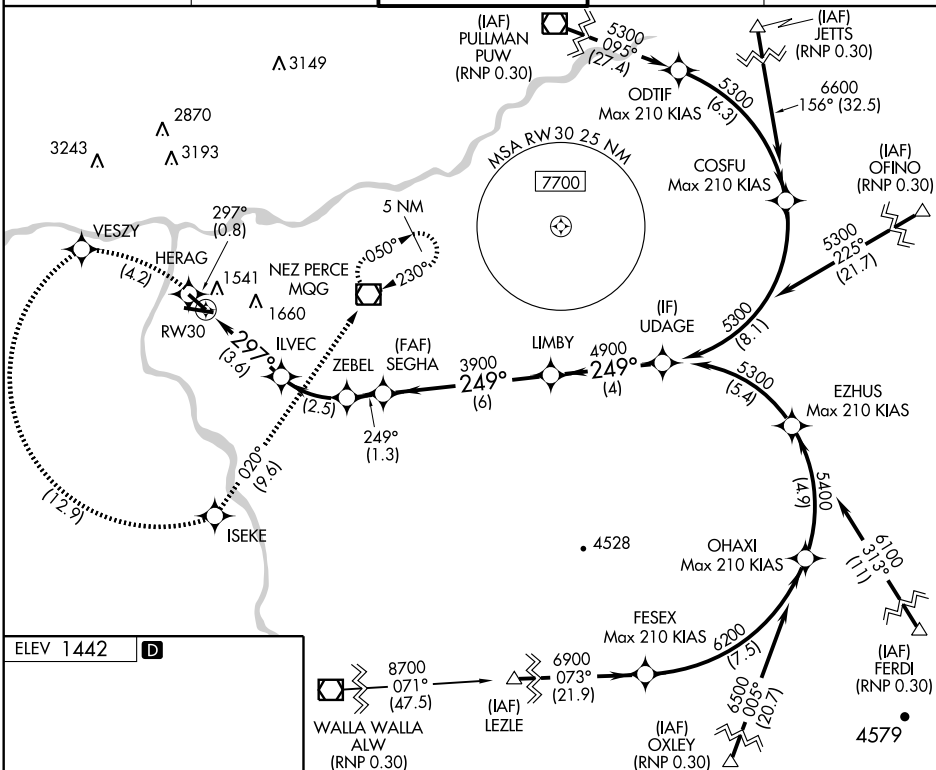 (IAF)
PULLMAN
PUW
(RNP 0.30)
5300
095°
(27.4)
(IAF)
JETTS
(RNP 0.30)
6600
156° (32.5)
ODTIF
Max 210 KIAS
5300
(6.3)
3149
2870
3193
3243
MSA RW 30 25 NM
7700
COSFU
Max 210 KIAS
(IAF)
OFINO
(RNP 0.30)
5300
225°
(21.7)
VESZY
(4.2)
HERAG
297°
(0.8)
5 NM
050°
230°
NEZ PERCE
MQG
1541
1660
RW30
5300
(8.1)
(IF)
UDAGE
LIMBY
4900
249°
(4)
ILVEC
297°
(3.6)
ZEBEL
(FAF)
SEGHA
3900
249°
(6)
(2.5)
249°
(1.3)
5300
(5.4)
EZHUS
Max 210 KIAS
5400
(4.9)
020°
(9.6)
(12.9)
ISEKE
4528
OHAXI
Max 210 KIAS
6100
313°
(11)
(IAF)
FERDI
(RNP 0.30)
4579
FESEX
Max 210 KIAS
6200
(7.5)
ELEV 1442 D
8700
071°
(47.5)
WALLA WALLA
ALW
(RNP 0.30)
(IAF)
LEZLE
6900
073°
(21.9)
6500
005°
(20.7)
(IAF)
OXLEY
(RNP 0.30)